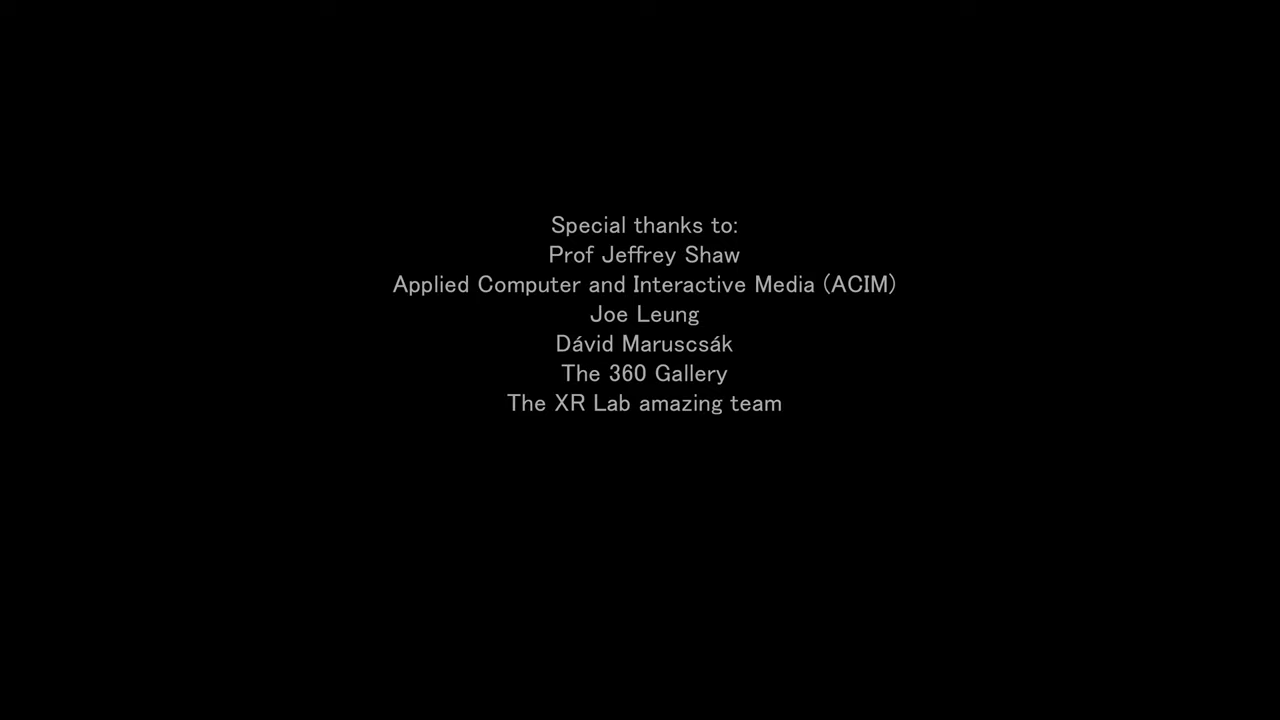 Special thanks to:
Prof Jeffrey Shaw
Applied Computer and Interactive Media (ACIM)
Joe Leung
Dávid Maruscsák
The 360 Gallery
The XR Lab amazing team